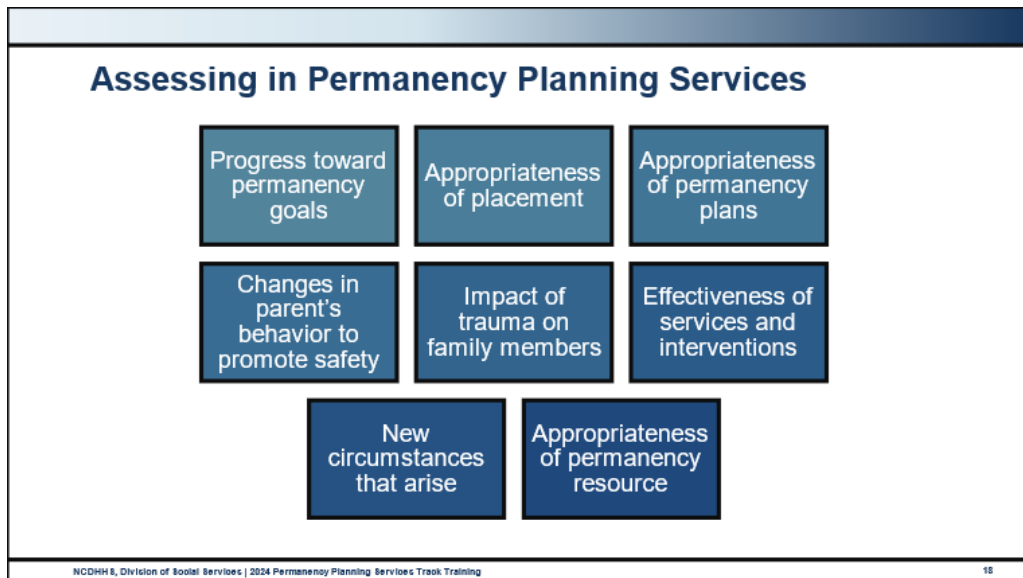 Assessing in Permanency Planning Services
Progress toward
permanency
goals
Appropriateness
of placement
Appropriateness
of permanency
plans
Changes in
parent’s
behavior to
promote safety
Impact of
trauma on
family members
Effectiveness of
services and
interventions
New
circumstances
that arise
Appropriateness
of permanency
resource
NCDHHS, Division of Social Services | 2024 Permanency Planning Services Track Training
18